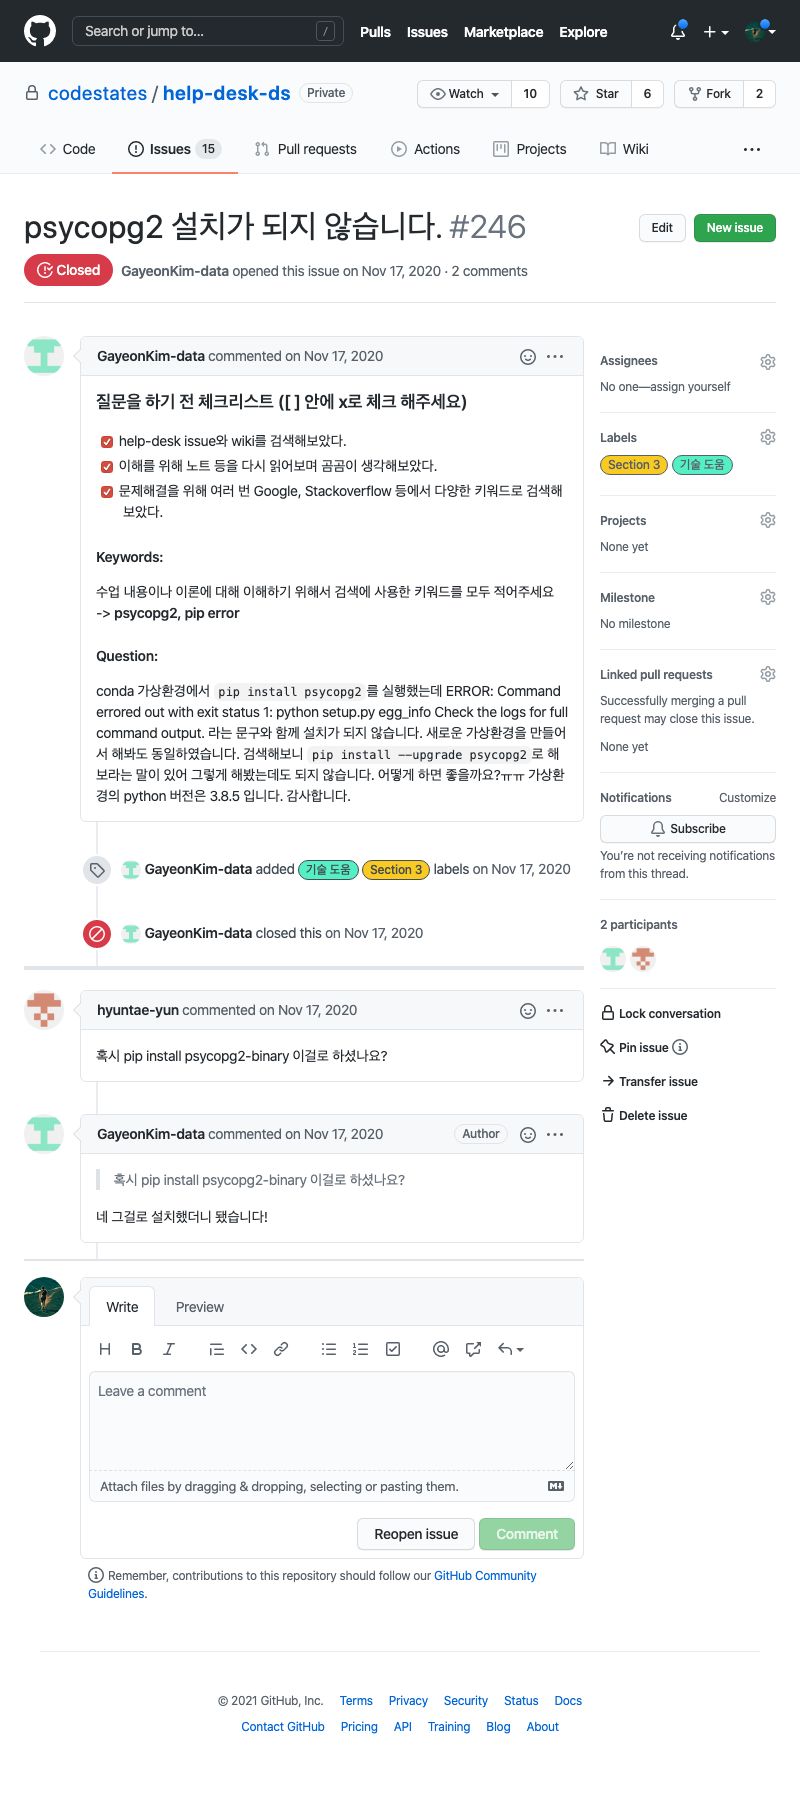 Search or jump to... /
Pulls Issues Marketplace Explore
codestates / help-desk-ds Private
Watch 10 Star 6 Fork 2
Code Issues 15 Pull requests Actions Projects Wiki ...
psycopg2 설치가 되지 않습니다. #246
Edit New issue
Closed GayeonKim-data opened this issue on Nov 17, 2020 · 2 comments
GayeonKim-data commented on Nov 17, 2020
질문을 하기 전 체크리스트 ([ ] 안에 x로 체크 해주세요)
help-desk issue와 wiki를 검색해보았다.
이해를 위해 노트 등을 다시 읽어보며 곰곰이 생각해보았다.
문제해결을 위해 여러 번 Google, Stackoverflow 등에서 다양한 키워드로 검색해
보았다.
Keywords:
수업 내용이나 이론에 대해 이해하기 위해서 검색에 사용한 키워드를 모두 적어주세요
-> psycopg2, pip error
Question:
conda 가상환경에서 pip install psycopg2 를 실행했는데 ERROR: Command
errored out with exit status 1: python setup.py egg_info Check the logs for full
command output. 라는 문구와 함께 설치가 되지 않습니다. 새로운 가상환경을 만들어
서 해봐도 동일하였습니다. 검색해보니 pip install --upgrade psycopg2 로 해
보라는 말이 있어 그렇게 해봤는데도 되지 않습니다. 어떻게 하면 좋을까요?ㅠㅠ 가상환
경의 python 버전은 3.8.5 입니다. 감사합니다.
GayeonKim-data added 기술 도움 Section 3 labels on Nov 17, 2020
GayeonKim-data closed this on Nov 17, 2020
hyuntae-yun commented on Nov 17, 2020
혹시 pip install psycopg2-binary 이걸로 하셨나요?
GayeonKim-data commented on Nov 17, 2020 Author
혹시 pip install psycopg2-binary 이걸로 하셨나요?
네 그걸로 설치했더니 됐습니다!
Write Preview
Leave a comment
Attach files by dragging & dropping, selecting or pasting them.
Reopen issue Comment
Remember, contributions to this repository should follow our GitHub Community
Guidelines.
Assignees
No one—assign yourself
Labels
Section 3 기술 도움
Projects
None yet
Milestone
No milestone
Linked pull requests
Successfully merging a pull
request may close this issue.
None yet
Notifications Customize
Subscribe
You're not receiving notifications
from this thread.
2 participants
Lock conversation
Pin issue
Transfer issue
Delete issue
© 2021 GitHub, Inc. Terms Privacy Security Status Docs
Contact GitHub Pricing API Training Blog About